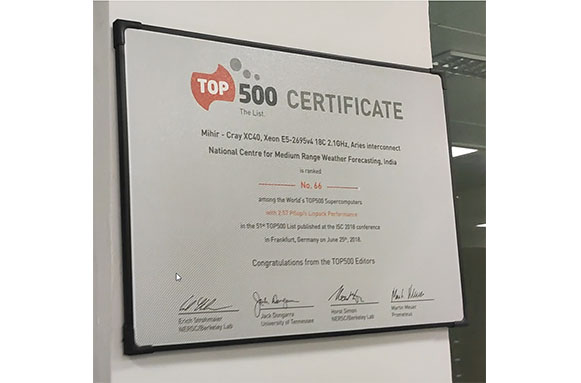 TOP 500 CERTIFICATE
The List.
Mihir - Cray XC40, Xeon E5-2695v4 18C 2.1GHz, Aries interconnect
National Centre for Medium Range Weather Forecasting, India
is ranked
No. 66
among the World's TOP500 Supercomputers
with 2.57 Pflop/s Linpack Performance
in the 51st TOP500 List published at the ISC 2018 conference
in Frankfurt, Germany on June 25th, 2018.
Congratulations from the TOP500 Editors
Erich Strohmaier
NERSC/Berkeley Lab
Jack Dongarra
University of Tennessee
Horst Simon
NERSC/Berkeley Lab
Martin Meuer
Prometeus